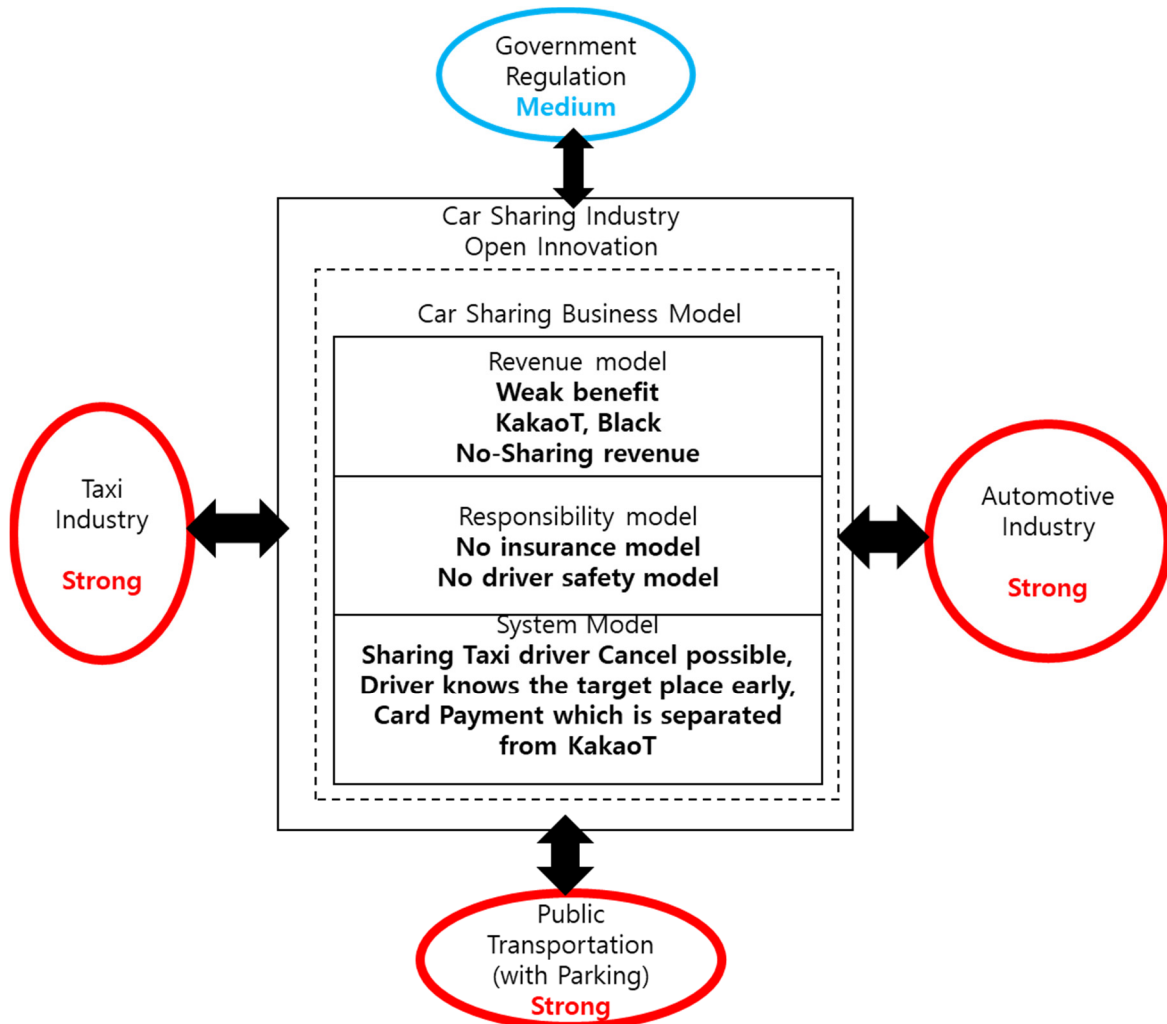 Government
Regulation
Medium
Car Sharing Industry
Open Innovation
Car Sharing Business Model
Revenue model
Weak benefit
KakaoT, Black
No-Sharing revenue
Taxi
Industry
Strong
Responsibility model
No insurance model
No driver safety model
Automotive
Industry
Strong
System Model
Sharing Taxi driver Cancel possible,
Driver knows the target place early,
Card Payment which is separated
from KakaoT
Public
Transportation
(with Parking)
Strong